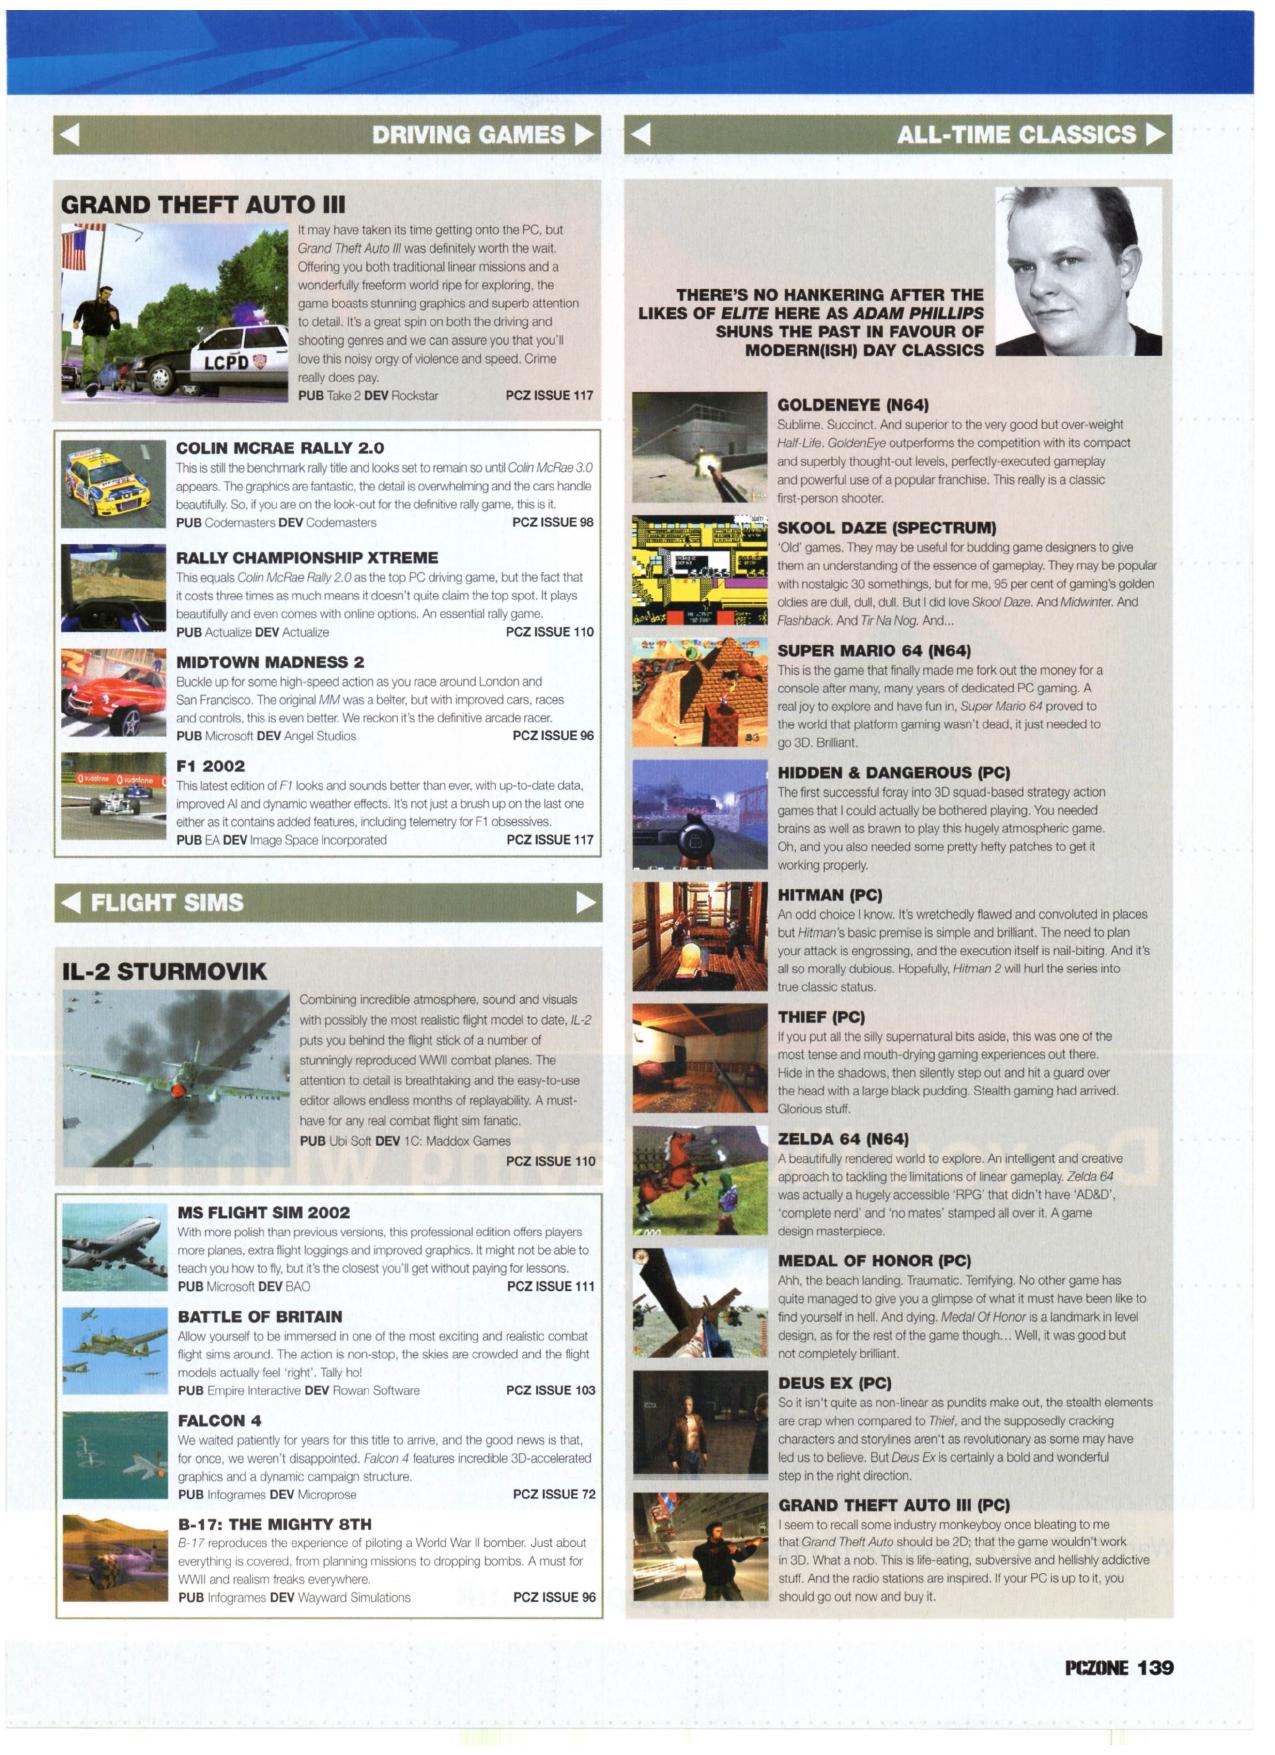 DRIVING GAMES
GRAND THEFT AUTO III
It may have taken its time getting onto the PC, but
Grand Theft Auto III was definitely worth the wait.
Offering you both traditional linear missions and a
wonderfully freeform world ripe for exploring, the
game boasts stunning graphics and superb attention
to detail. It's a great spin on both the driving and
shooting genres and we can assure you that you'll
love this noisy orgy of violence and speed. Crime
really does pay.
PUB Take 2 DEV Rockstar PCZ ISSUE 117
LCPD
COLIN MCRAE RALLY 2.0
This is still the benchmark rally title and looks set to remain so until Colin McRae 3.0
appears. The graphics are fantastic, the detail is overwhelming and the cars handle
beautifully. So, if you are on the look-out for the definitive rally game, this is it.
PUB Codemasters DEV Codemasters PCZ ISSUE 98
RALLY CHAMPIONSHIP XTREME
This equals Colin McRae Rally 2.0 as the top PC driving game, but the fact that
it costs three times as much means it doesn't quite claim the top spot. It plays
beautifully and even comes with online options. An essential rally game.
PUB Actualize DEV Actualize PCZ ISSUE 110
MIDTOWN MADNESS 2
Buckle up for some high-speed action as you race around London and
San Francisco. The original MM was a belter, but with improved cars, races
and controls, this is even better. We reckon it's the definitive arcade racer.
PUB Microsoft DEV Angel Studios PCZ ISSUE 96
F1 2002
This latest edition of F1 looks and sounds better than ever, with up-to-date data,
improved AI and dynamic weather effects. It's not just a brush up on the last one
either as it contains added features, including telemetry for F1 obsessives.
PUB EA DEV Image Space Incorporated PCZ ISSUE 117
vodafone vodafone
FLIGHT SIMS
IL-2 STURMOVIK
Combining incredible atmosphere, sound and visuals
with possibly the most realistic flight model to date, IL-2
puts you behind the flight stick of a number of
stunningly reproduced WWII combat planes. The
attention to detail is breathtaking and the easy-to-use
editor allows endless months of replayability. A must-
have for any real combat flight sim fanatic.
PUB Ubi Soft DEV 1C: Maddox Games
PCZ ISSUE 110
MS FLIGHT SIM 2002
With more polish than previous versions, this professional edition offers players
more planes, extra flight loggings and improved graphics. It might not be able to
teach you how to fly, but it's the closest you'll get without paying for lessons.
PUB Microsoft DEV BAO PCZ ISSUE 111
BATTLE OF BRITAIN
Allow yourself to be immersed in one of the most exciting and realistic combat
flight sims around. The action is non-stop, the skies are crowded and the flight
models actually feel 'right'. Tally ho!
PUB Empire Interactive DEV Rowan Software PCZ ISSUE 103
FALCON 4
We waited patiently for years for this title to arrive, and the good news is that,
for once, we weren't disappointed. Falcon 4 features incredible 3D-accelerated
graphics and a dynamic campaign structure.
PUB Infogrames DEV Microprose PCZ ISSUE 72
B-17: THE MIGHTY 8TH
B-17 reproduces the experience of piloting a World War II bomber. Just about
everything is covered, from planning missions to dropping bombs. A must for
WWII and realism freaks everywhere.
PUB Infogrames DEV Wayward Simulations PCZ ISSUE 96
ALL-TIME CLASSICS
THERE'S NO HANKERING AFTER THE
LIKES OF ELITE HERE AS ADAM PHILLIPS
SHUNS THE PAST IN FAVOUR OF
MODERN(ISH) DAY CLASSICS
GOLDENEYE (N64)
Sublime. Succinct. And superior to the very good but over-weight
Half-Life. GoldenEye outperforms the competition with its compact
and superbly thought-out levels, perfectly-executed gameplay
and powerful use of a popular franchise. This really is a classic
first-person shooter.
SKOOL DAZE (SPECTRUM)
'Old' games. They may be useful for budding game designers to give
them an understanding of the essence of gameplay. They may be popular
with nostalgic 30 somethings, but for me, 95 per cent of gaming's golden
oldies are dull, dull, dull. But I did love Skool Daze. And Midwinter. And
Flashback. And Tir Na Nog. And...
SUPER MARIO 64 (N64)
This is the game that finally made me fork out the money for a
console after many, many years of dedicated PC gaming. A
real joy to explore and have fun in, Super Mario 64 proved to
the world that platform gaming wasn't dead, it just needed to
go 3D. Brilliant.
HIDDEN & DANGEROUS (PC)
The first successful foray into 3D squad-based strategy action
games that I could actually be bothered playing. You needed
brains as well as brawn to play this hugely atmospheric game.
Oh, and you also needed some pretty hefty patches to get it
working properly.
HITMAN (PC)
An odd choice I know. It's wretchedly flawed and convoluted in places
but Hitman's basic premise is simple and brilliant. The need to plan
your attack is engrossing, and the execution itself is nail-biting. And it's
all so morally dubious. Hopefully, Hitman 2 will hurl the series into
true classic status.
THIEF (PC)
If you put all the silly supernatural bits aside, this was one of the
most tense and mouth-drying gaming experiences out there.
Hide in the shadows, then silently step out and hit a guard over
the head with a large black pudding. Stealth gaming had arrived.
Glorious stuff.
ZELDA 64 (N64)
A beautifully rendered world to explore. An intelligent and creative
approach to tackling the limitations of linear gameplay. Zelda 64
was actually a hugely accessible 'RPG' that didn't have 'AD&D',
'complete nerd' and 'no mates' stamped all over it. A game
design masterpiece.
MEDAL OF HONOR (PC)
Ahh, the beach landing. Traumatic. Terrifying. No other game has
quite managed to give you a glimpse of what it must have been like to
find yourself in hell. And dying. Medal Of Honor is a landmark in level
design, as for the rest of the game though... Well, it was good but
not completely brilliant.
DEUS EX (PC)
So it isn't quite as non-linear as pundits make out, the stealth elements
are crap when compared to Thief, and the supposedly cracking
characters and storylines aren't as revolutionary as some may have
led us to believe. But Deus Ex is certainly a bold and wonderful
step in the right direction.
GRAND THEFT AUTO III (PC)
I seem to recall some industry monkeyboy once bleating to me
that Grand Theft Auto should be 2D; that the game wouldn't work
in 3D. What a nob. This is life-eating, subversive and hellishly addictive
stuff. And the radio stations are inspired. If your PC is up to it, you
should go out now and buy it.
PCZONE 139